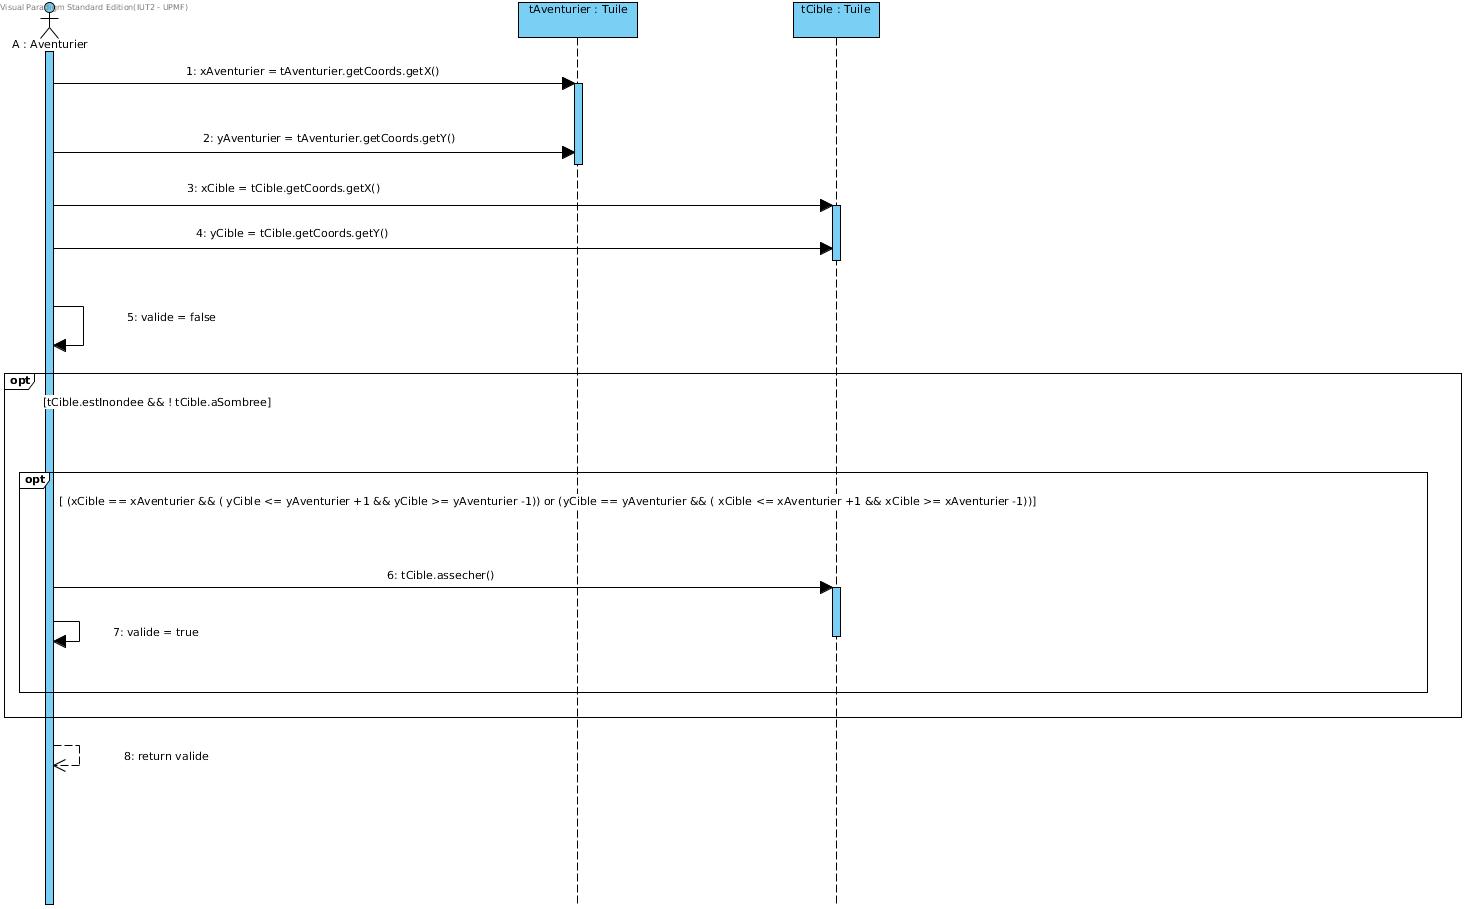 Visual Paradigm Standard Edition(IUT2 - UPMF)
A : Aventurier
tAventurier : Tuile
tCible : Tuile
1: xAventurier = tAventurier.getCoords.getX()
2: yAventurier = tAventurier.getCoords.getY()
3: xCible = tCible.getCoords.getX()
4: yCible = tCible.getCoords.getY()
5: valide = false
opt
[tCible.estInondee && ! tCible.aSombree]
opt
[ (xCible == xAventurier && ( yCible <= yAventurier +1 && yCible >= yAventurier -1)) or (yCible == yAventurier && ( xCible <= xAventurier +1 && xCible >= xAventurier -1))]
6: tCible.assecher()
7: valide = true
8: return valide